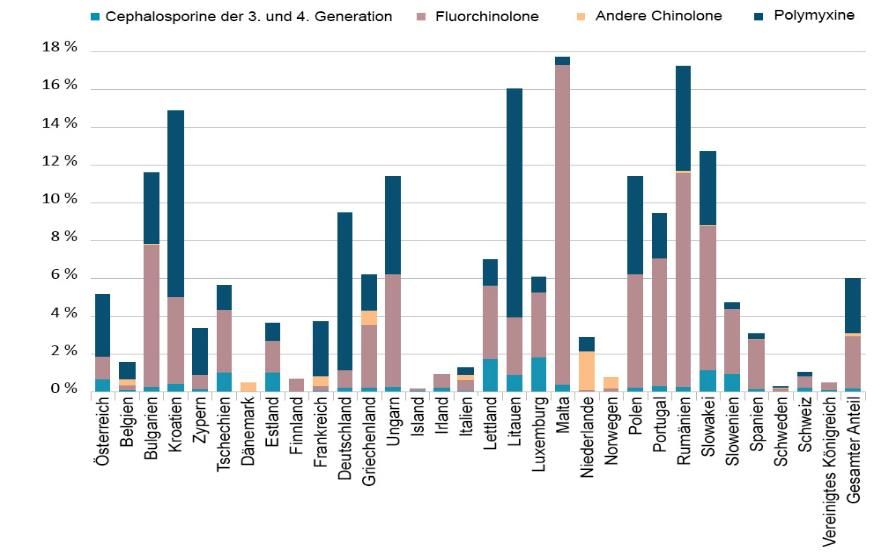 Cephalosporine der 3. und 4. Generation Fluorchinolone Andere Chinolone Polymyxine
18 %
16 %
14 %
12 %
10 %
8 %
6 %
4 %
2 %
0 %
Österreich
Belgien
Bulgarien
Kroatien
Zypern
Tschechien
Dänemark
Estland
Finnland
Frankreich
Deutschland
Griechenland
Ungarn
Island
Irland
Italien
Lettland
Litauen
Luxemburg
Malta
Niederlande
Norwegen
Polen
Portugal
Rumänien
Slowakei
Slowenien
Spanien
Schweden
Schweiz
Vereinigtes Königreich
Gesamter Anteil